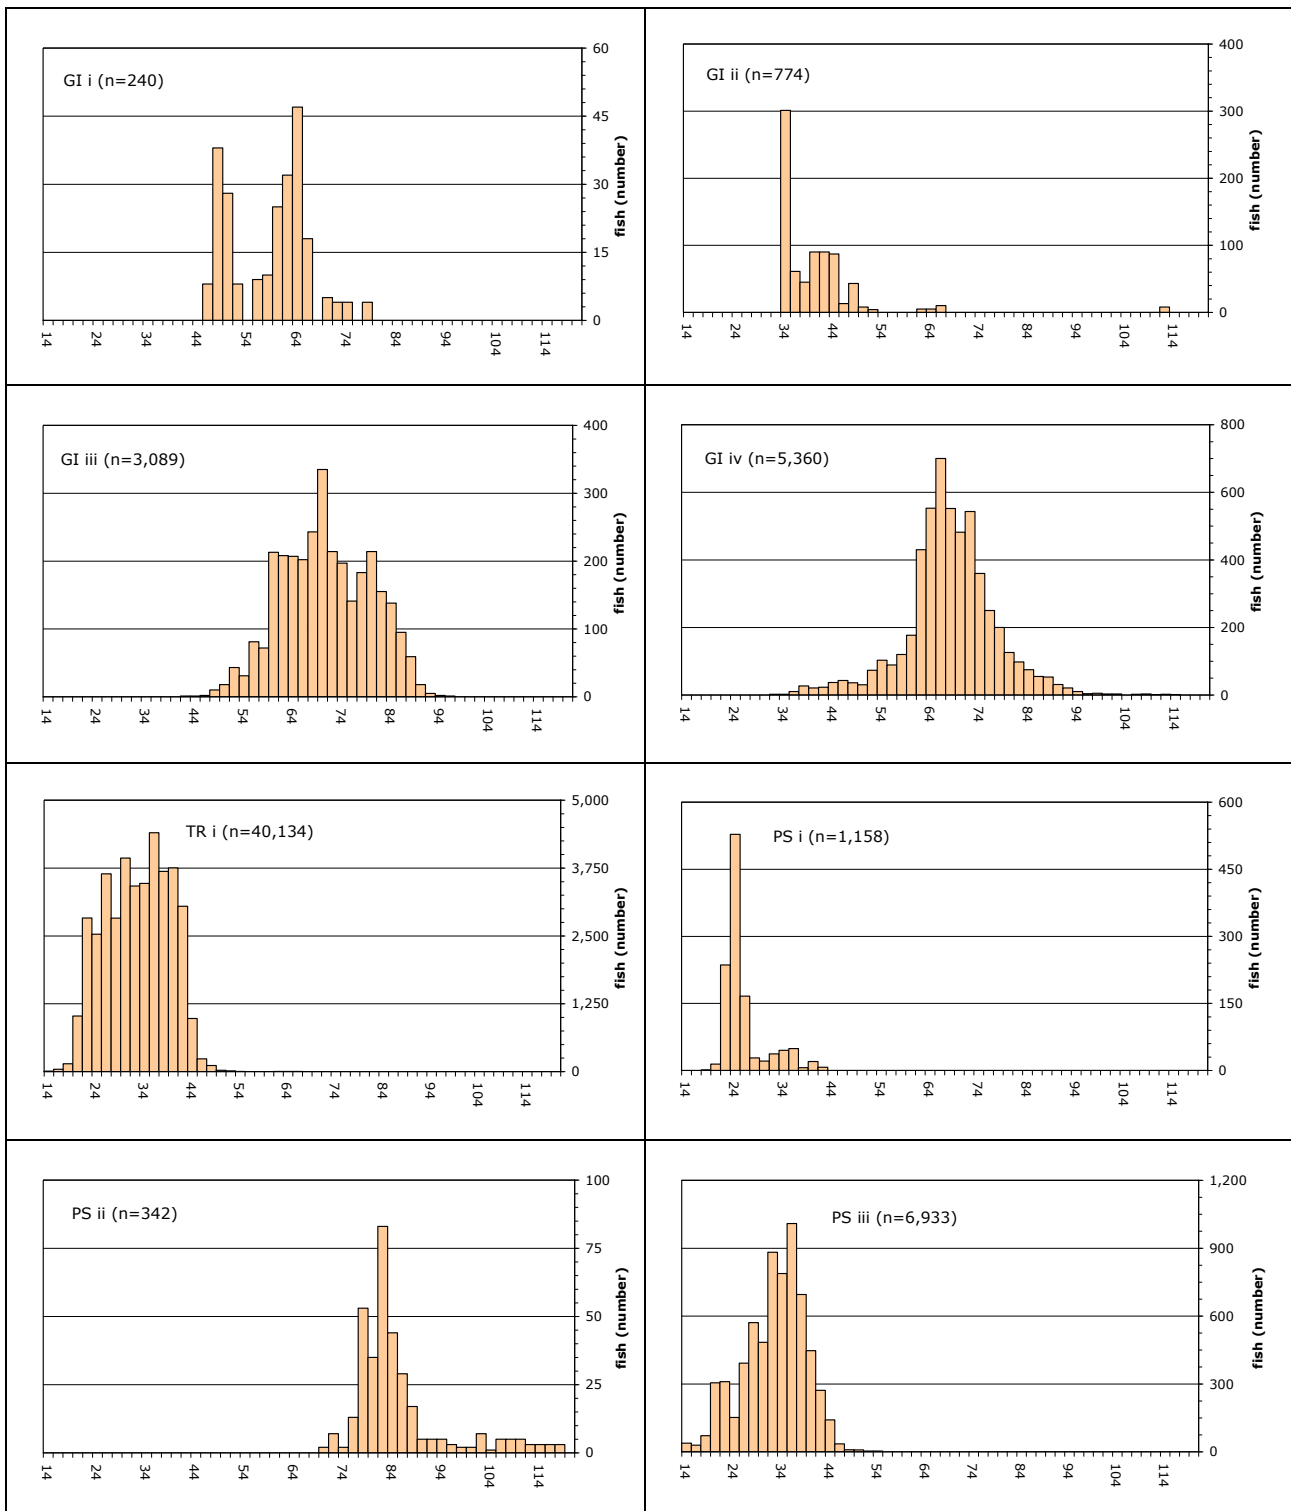 GI i (n=240)
60
45
30
15
0
fish (number)
14 24 34 44 54 64 74 84 94 104 114
GI ii (n=774)
400
300
200
100
0
fish (number)
14 24 34 44 54 64 74 84 94 104 114
GI iii (n=3,089)
400
300
200
100
0
fish (number)
14 24 34 44 54 64 74 84 94 104 114
GI iv (n=5,360)
800
600
400
200
0
fish (number)
14 24 34 44 54 64 74 84 94 104 114
TR i (n=40,134)
5,000
3,750
2,500
1,250
0
fish (number)
14 24 34 44 54 64 74 84 94 104 114
PS i (n=1,158)
600
450
300
150
0
fish (number)
14 24 34 44 54 64 74 84 94 104 114
PS ii (n=342)
100
75
50
25
0
fish (number)
14 24 34 44 54 64 74 84 94 104 114
PS iii (n=6,933)
1,200
900
600
300
0
fish (number)
14 24 34 44 54 64 74 84 94 104 114